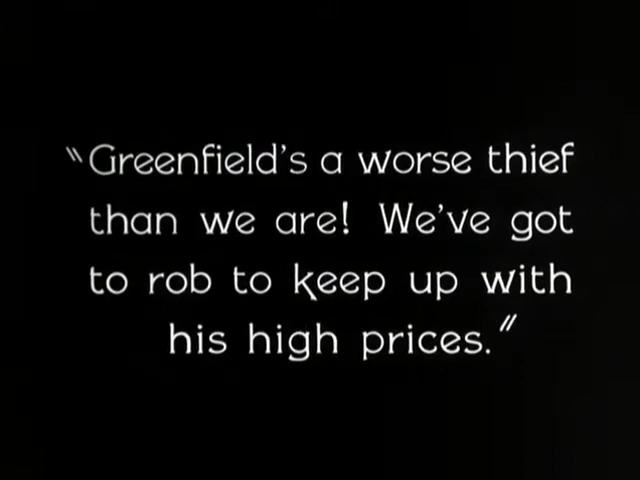 "Greenfield's a worse thief
than we are! We've got
to rob to keep up with
his high prices."